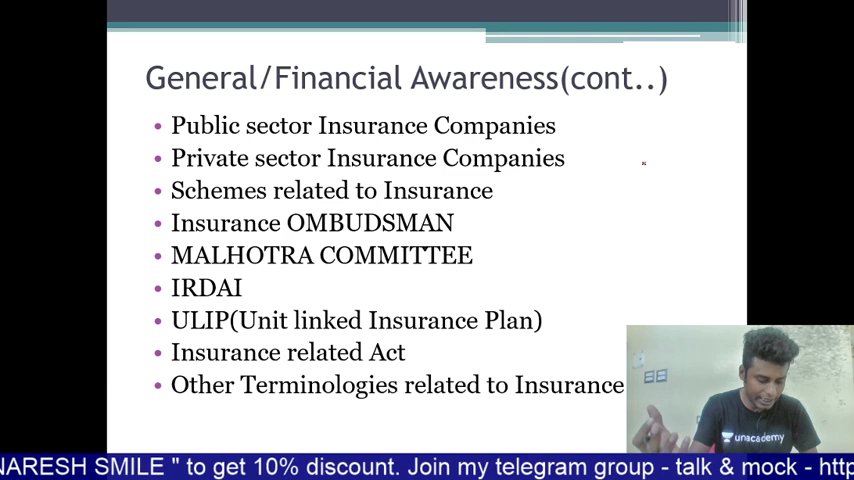 General/Financial Awareness(cont..)
• Public sector Insurance Companies
• Private sector Insurance Companies
• Schemes related to Insurance
• Insurance OMBUDSMAN
• MALHOTRA COMMITTEE
• IRDAI
• ULIP(Unit linked Insurance Plan)
• Insurance related Act
• Other Terminologies related to Insurance
unacademy
NARESH SMILE " to get 10% discount. Join my telegram group - talk & mock - http